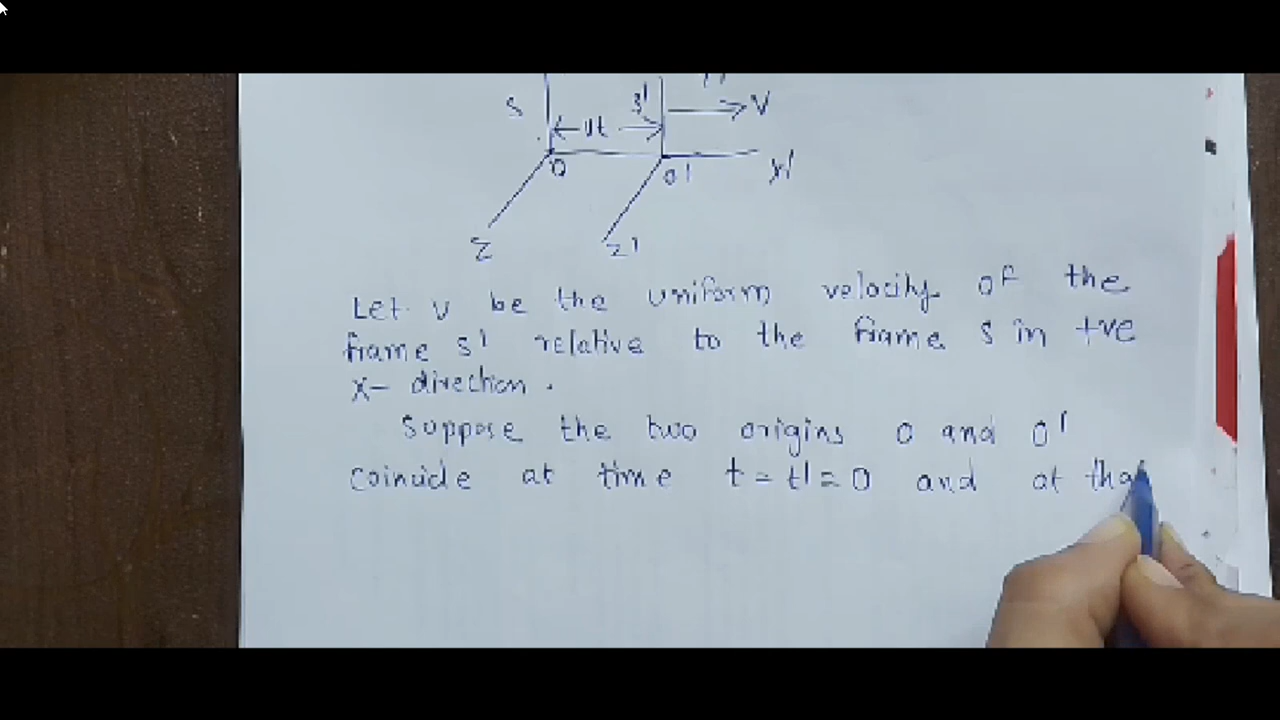 S
S'
V
vt
O
O'
X'
Z
Z'
Let v be the uniform velocity of the
frame S' relative to the frame S in +ve
X- direction.
Suppose the two origins O and O'
coincide at time t = t' = 0 and at that